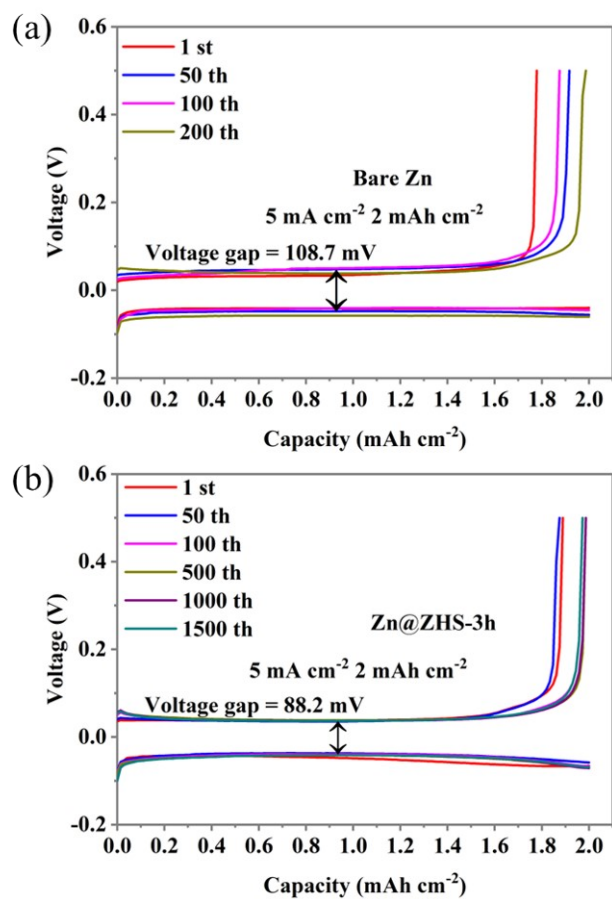 (a)
0.6
1 st
50 th
100 th
200 th
0.4
0.2
Bare Zn
5 mA cm⁻² 2 mAh cm⁻²
Voltage gap = 108.7 mV
0.0
-0.2
Voltage (V)
0.0 0.2 0.4 0.6 0.8 1.0 1.2 1.4 1.6 1.8 2.0
Capacity (mAh cm⁻²)
(b)
0.6
1 st
50 th
100 th
500 th
1000 th
1500 th
0.4
0.2
Zn@ZHS-3h
5 mA cm⁻² 2 mAh cm⁻²
Voltage gap = 88.2 mV
0.0
-0.2
Voltage (V)
0.0 0.2 0.4 0.6 0.8 1.0 1.2 1.4 1.6 1.8 2.0
Capacity (mAh cm⁻²)